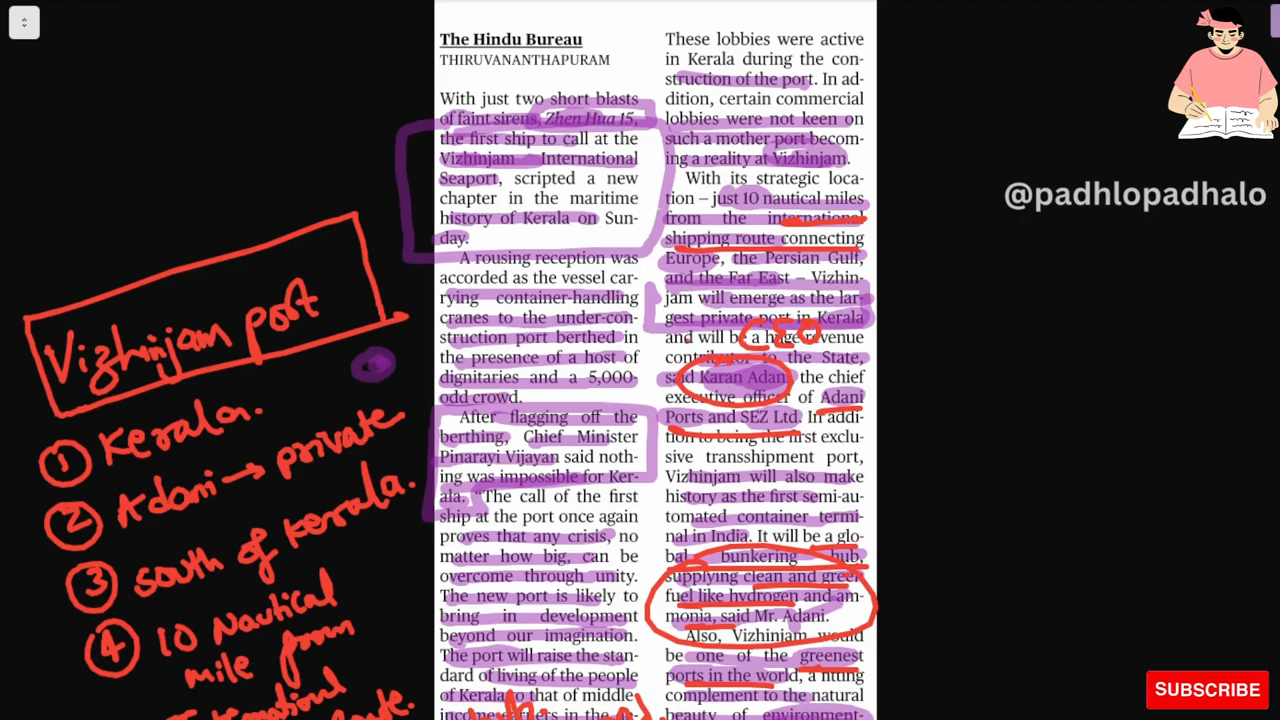 The Hindu Bureau
THIRUVANANTHAPURAM
With just two short blasts
of faint sirens, Zhen Hua 15,
the first ship to call at the
Vizhinjam International
Seaport, scripted a new
chapter in the maritime
history of Kerala on Sun-
day.
A rousing reception was
accorded as the vessel car-
rying container-handling
cranes to the under-con-
struction port berthed in
the presence of a host of
dignitaries and a 5,000-
odd crowd.
After flagging off the
berthing, Chief Minister
Pinarayi Vijayan said noth-
ing was impossible for Ker-
ala. "The call of the first
ship at the port once again
proves that any crisis, no
matter how big, can be
overcome through unity.
The new port is likely to
bring in development
beyond our imagination.
The port will raise the stan-
dard of living of the people
of Kerala to that of middle
income earners in the
These lobbies were active
in Kerala during the con-
struction of the port. In ad-
dition, certain commercial
lobbies were not keen on
such a mother port becom-
ing a reality at Vizhinjam.
With its strategic loca-
tion – just 10 nautical miles
from the international
shipping route connecting
Europe, the Persian Gulf,
and the Far East – Vizhin-
jam will emerge as the lar-
gest private port in Kerala
and will be a huge revenue
contributor to the State,
said Karan Adani, the chief
executive officer of Adani
Ports and SEZ Ltd. In addi-
tion to being the first exclu-
sive transshipment port,
Vizhinjam will also make
history as the first semi-au-
tomated container termi-
nal in India. It will be a glo-
bal bunkering hub,
supplying clean and green
fuel like hydrogen and am-
monia, said Mr. Adani.
Also, Vizhinjam would
be one of the greenest
ports in the world, a fitting
complement to the natural
beauty of environment-
CEO
Vizhinjam port
① Kerala.
② Adani → private
③ south of Kerala.
④ 10 Nautical
mile from
International
route.
@padhlopadhalo
SUBSCRIBE